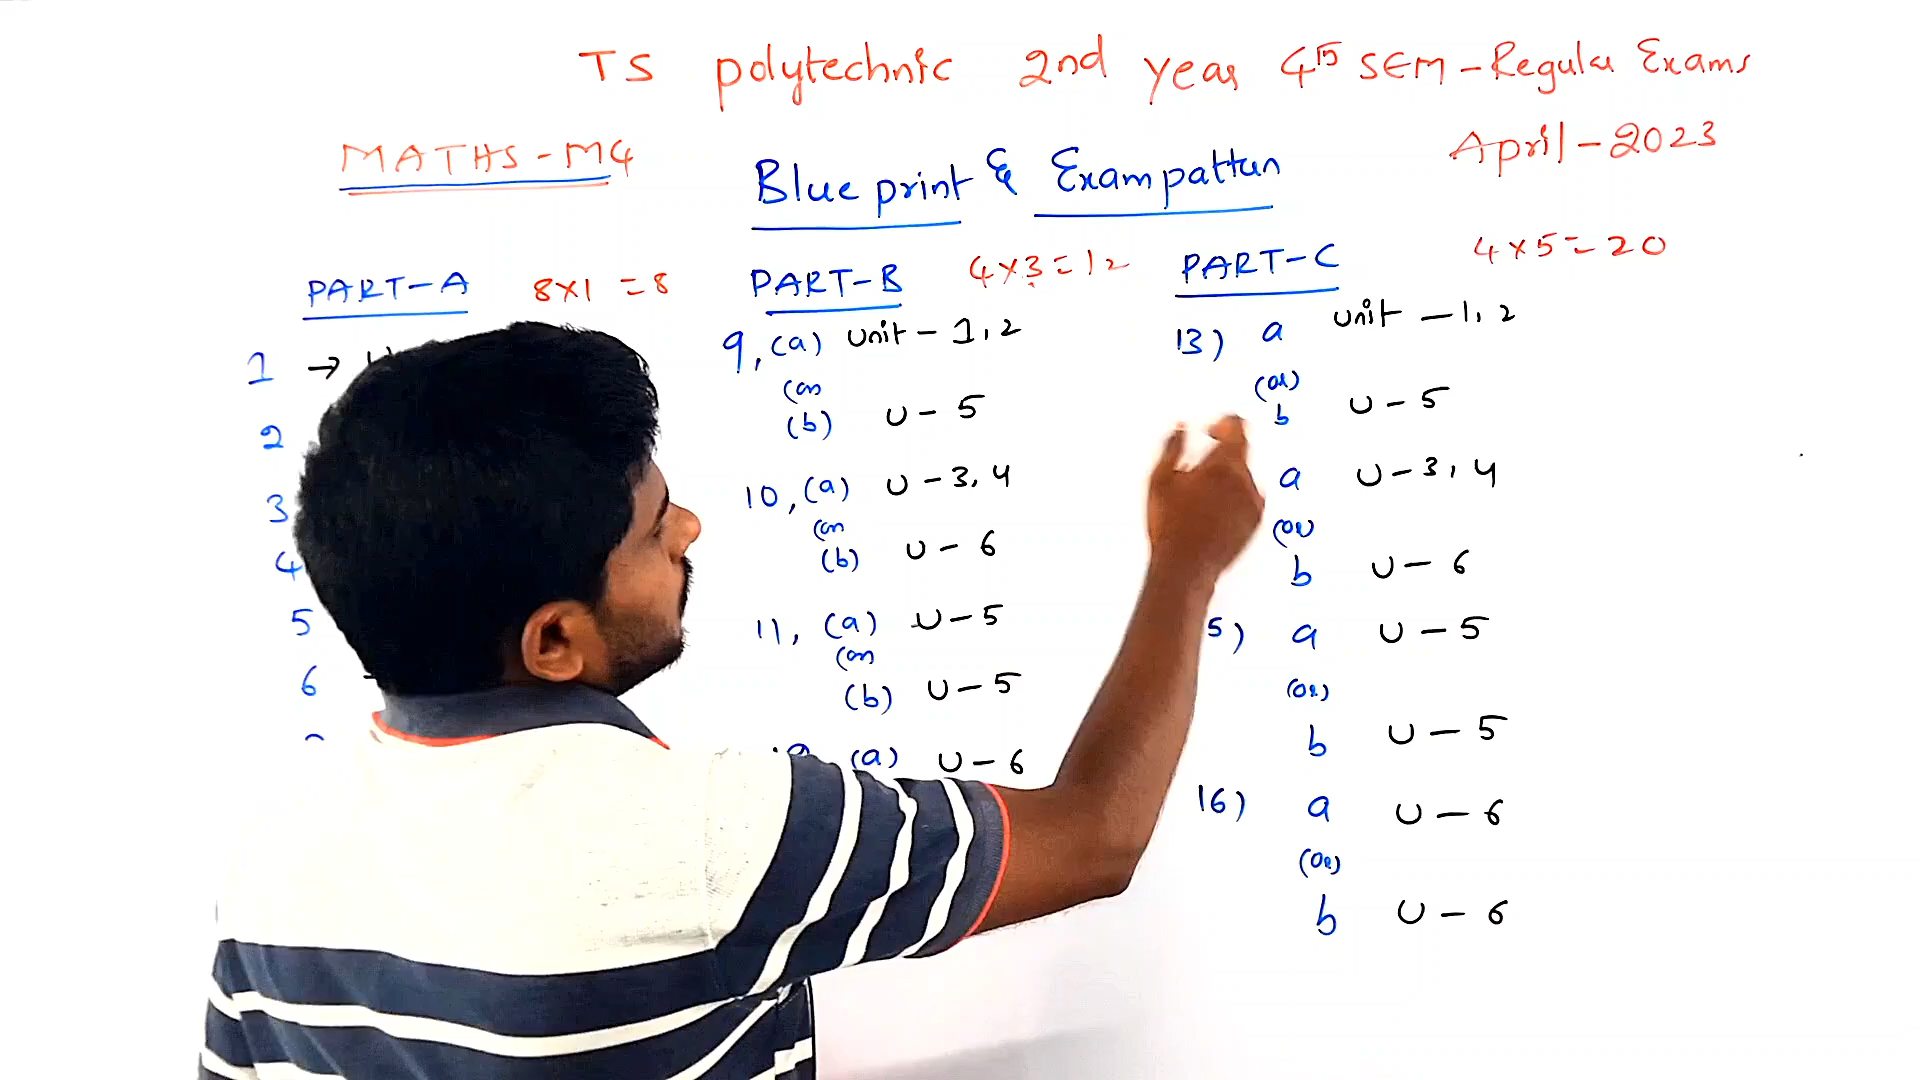 TS polytechnic 2nd year 4th SEM - Regular Exams
April - 2023
MATHS - M4
Blue print & Exam pattern
PART-A 8x1 = 8
1 →
2
3
4
5
6
PART-B 4x3 = 12
9, (a) unit - 1, 2
(or)
(b) U - 5
10, (a) U - 3, 4
(or)
(b) U - 6
11, (a) U - 5
(or)
(b) U - 5
(a) U - 6
PART-C 4x5 = 20
13) a unit - 1, 2
(or)
b U - 5
a U - 3, 4
(or)
b U - 6
5) a U - 5
(or)
b U - 5
16) a U - 6
(or)
b U - 6